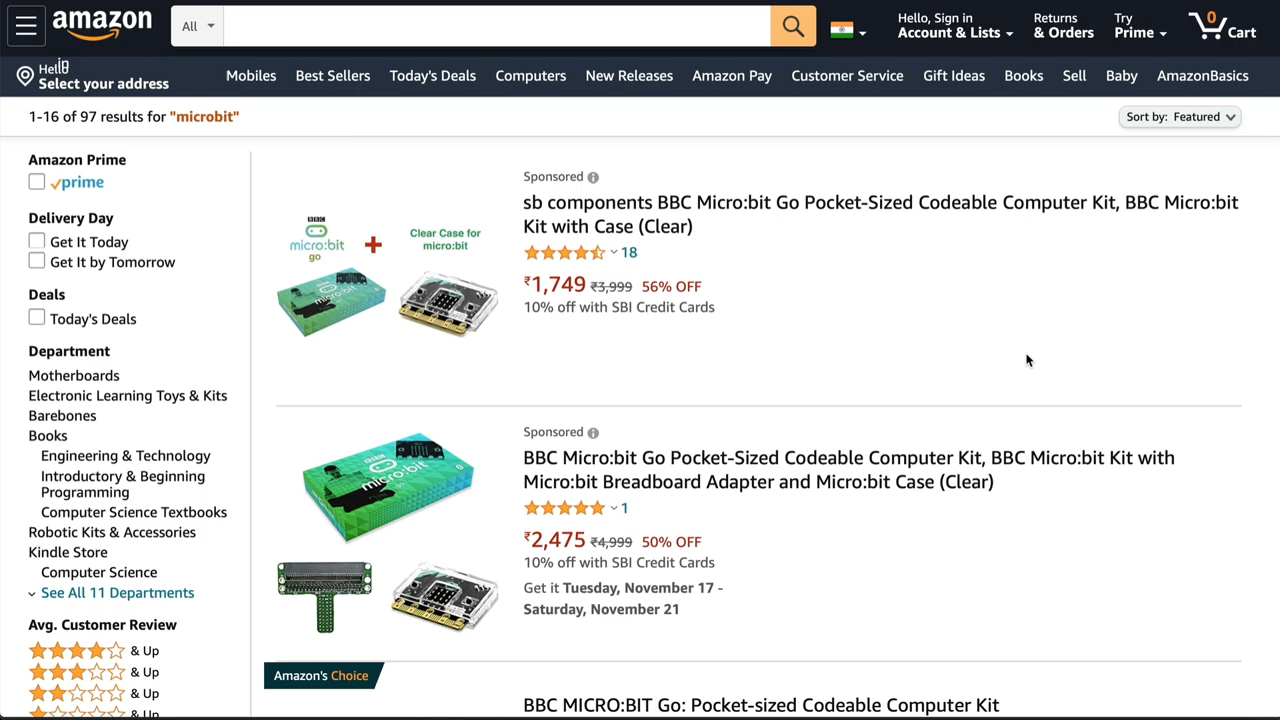 amazon
All
Hello, Sign in
Account & Lists
Returns
& Orders
Try
Prime
0
Cart
Hello
Select your address
Mobiles
Best Sellers
Today's Deals
Computers
New Releases
Amazon Pay
Customer Service
Gift Ideas
Books
Sell
Baby
AmazonBasics
1-16 of 97 results for "microbit"
Sort by: Featured
Amazon Prime
prime
Delivery Day
Get It Today
Get It by Tomorrow
Deals
Today's Deals
Department
Motherboards
Electronic Learning Toys & Kits
Barebones
Books
Engineering & Technology
Introductory & Beginning
Programming
Computer Science Textbooks
Robotic Kits & Accessories
Kindle Store
Computer Science
See All 11 Departments
Avg. Customer Review
& Up
& Up
& Up
& Up
BBC
micro:bit
go
Clear Case for
micro:bit
micro:bit
Sponsored
sb components BBC Micro:bit Go Pocket-Sized Codeable Computer Kit, BBC Micro:bit
Kit with Case (Clear)
18
₹1,749 ₹3,999 56% OFF
10% off with SBI Credit Cards
micro:bit
go
Sponsored
BBC Micro:bit Go Pocket-Sized Codeable Computer Kit, BBC Micro:bit Kit with
Micro:bit Breadboard Adapter and Micro:bit Case (Clear)
1
₹2,475 ₹4,999 50% OFF
10% off with SBI Credit Cards
Get it Tuesday, November 17 -
Saturday, November 21
Amazon's Choice
BBC MICRO:BIT Go: Pocket-sized Codeable Computer Kit